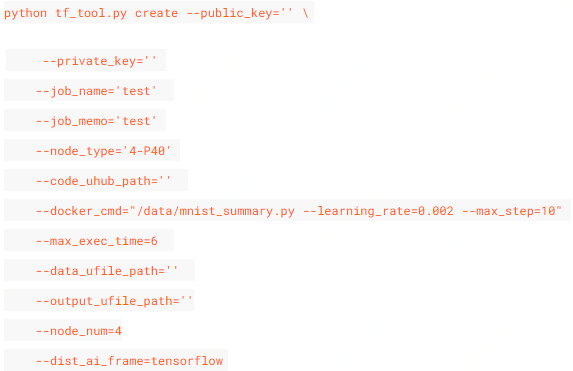 python tf_tool.py create --public_key='' \
--private_key=''
--job_name='test'
--job_memo='test'
--node_type='4-P40'
--code_uhub_path=''
--docker_cmd="/data/mnist_summary.py --learning_rate=0.002 --max_step=10"
--max_exec_time=6
--data_ufile_path=''
--output_ufile_path=''
--node_num=4
--dist_ai_frame=tensorflow